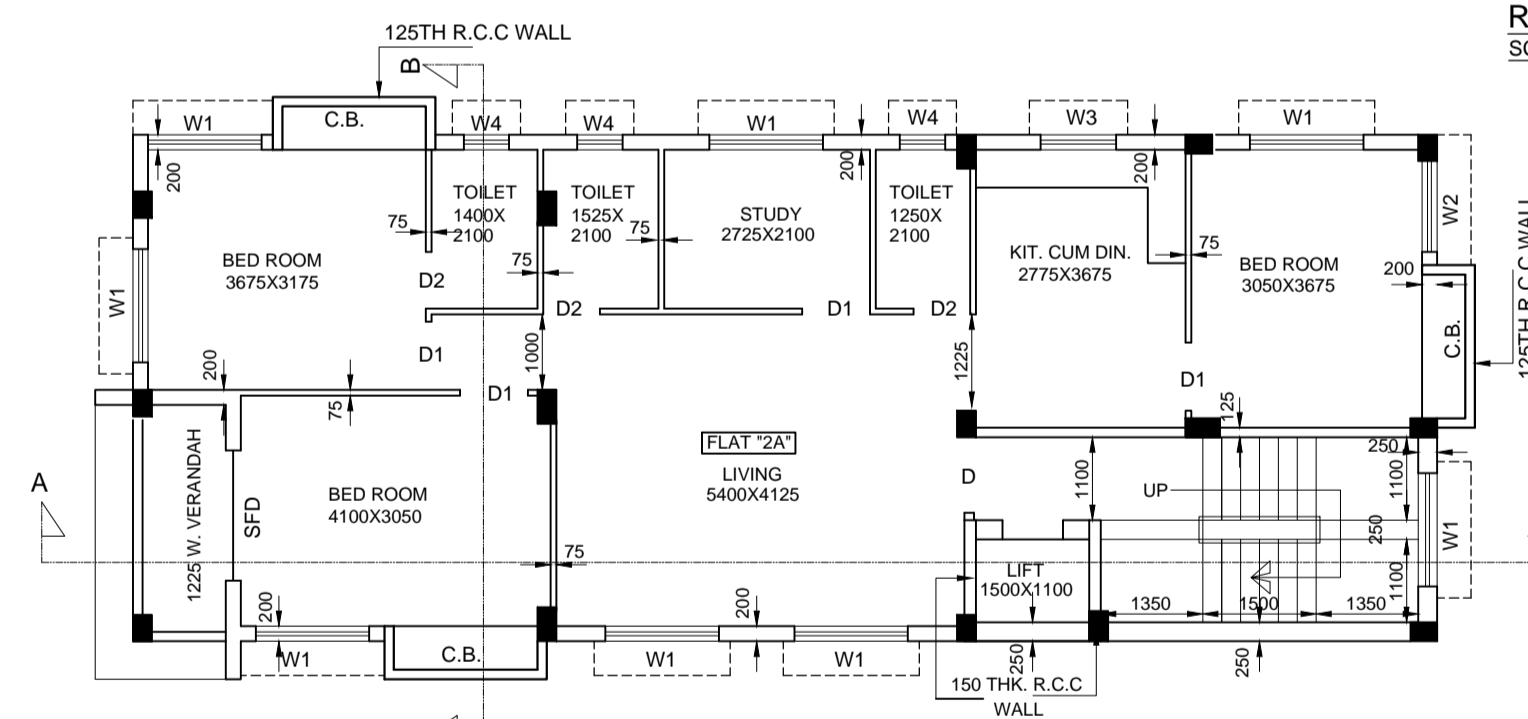 125TH R.C.C WALL
R
SC
B
W1
C.B.
W4
W4
W1
W4
W3
W1
200
200
200
TOILET
1400X
2100
TOILET
1525X
2100
STUDY
2725X2100
TOILET
1250X
2100
75
75
75
75
W2
125TH R.C.C WALL
BED ROOM
3675X3175
KIT. CUM DIN.
2775X3675
BED ROOM
3050X3675
200
W1
D2
D2
D1
D2
C.B.
D1
1000
1225
D1
200
75
D1
125
FLAT "2A"
LIVING
5400X4125
250
A
1225 W. VERANDAH
SFD
BED ROOM
4100X3050
D
1100
UP
1100
250
W1
75
LIFT
1500X1100
1100
200
200
1350
1500
1350
W1
C.B.
W1
W1
250
250
150 THK. R.C.C
WALL